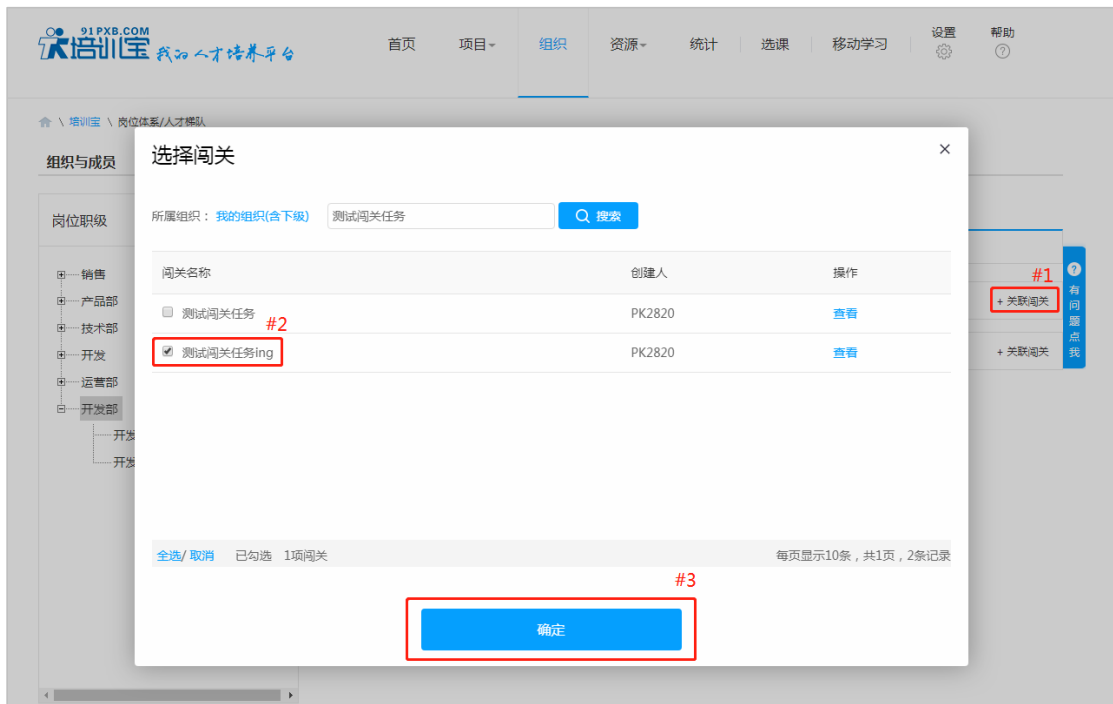 91PXB.COM
培训宝 我的人才培养平台
首页 项目 组织 资源 统计 选课 移动学习 设置 帮助
\ 培训宝 \ 岗位体系/人才梯队
组织与成员
选择闯关 ×
岗位职级
所属组织： 我的组织(含下级) 测试闯关任务 搜索
闯关名称 创建人 操作
测试闯关任务 PK2820 查看
#2
测试闯关任务ing PK2820 查看
销售
产品部
技术部
开发
运营部
开发部
开发
开发
#1
+ 关联闯关
+ 关联闯关
?
有问题点我
全选/ 取消 已勾选 1项闯关 每页显示10条，共1页，2条记录
#3
确定